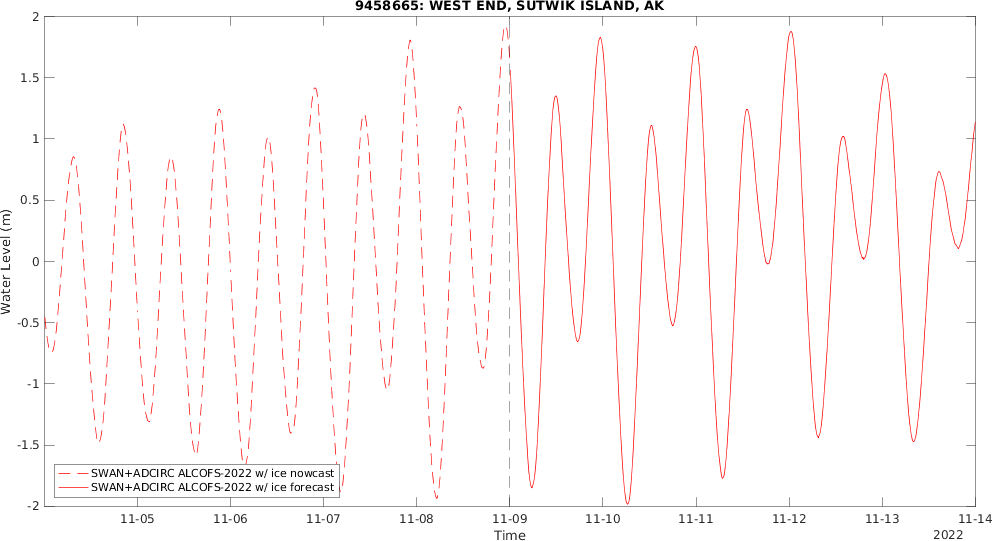 9458665: WEST END, SUTWIK ISLAND, AK
Water Level (m)
2
1.5
1
0.5
0
-0.5
-1
-1.5
-2
SWAN+ADCIRC ALCOFS-2022 w/ ice nowcast
SWAN+ADCIRC ALCOFS-2022 w/ ice forecast
11-05 11-06 11-07 11-08 11-09 11-10 11-11 11-12 11-13 11-14
Time
2022